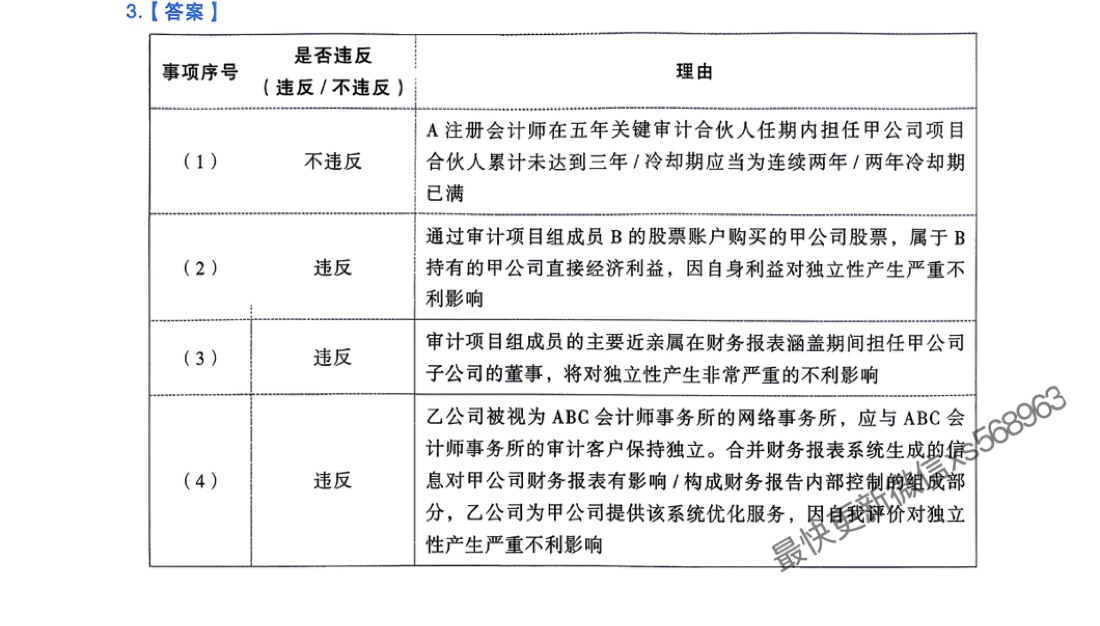 3.【答案】
事项序号
是否违反
（违反/不违反）
理由
（1）
不违反
A 注册会计师在五年关键审计合伙人任期内担任甲公司项目
合伙人累计未达到三年/冷却期应当为连续两年/两年冷却期
已满
（2）
违反
通过审计项目组成员 B 的股票账户购买的甲公司股票，属于 B
持有的甲公司直接经济利益，因自身利益对独立性产生严重不
利影响
（3）
违反
审计项目组成员的主要近亲属在财务报表涵盖期间担任甲公司
子公司的董事，将对独立性产生非常严重的不利影响
（4）
违反
乙公司被视为 ABC 会计师事务所的网络事务所，应与 ABC 会
计师事务所的审计客户保持独立。合并财务报表系统生成的信
息对甲公司财务报表有影响/构成财务报告内部控制的组成部
分，乙公司为甲公司提供该系统优化服务，因自我评价对独立
性产生严重不利影响
最快更新微信xs568963